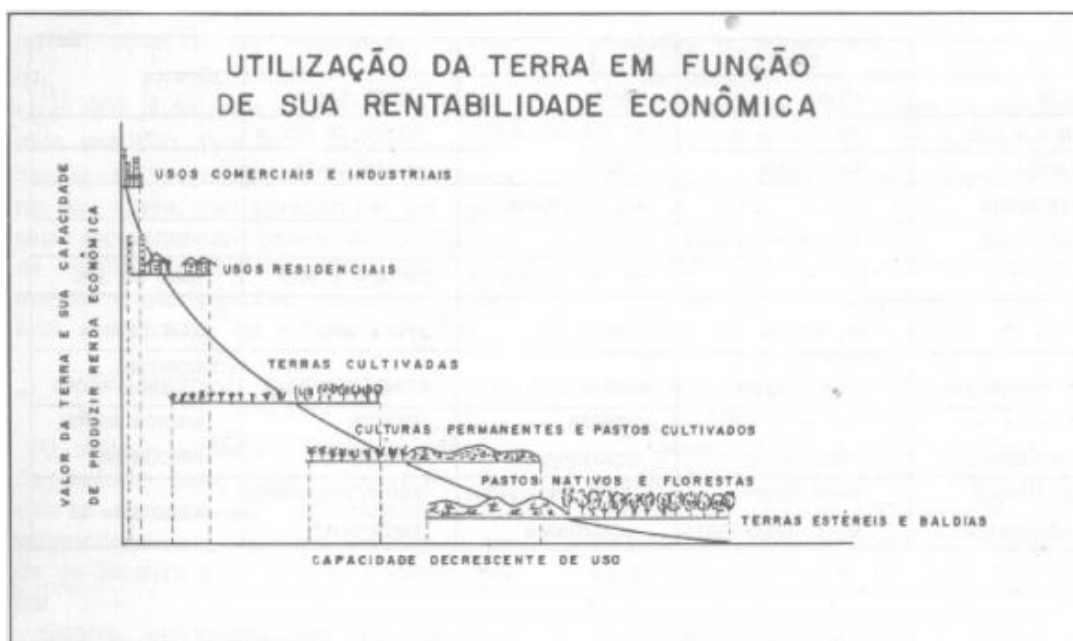 UTILIZAÇÃO DA TERRA EM FUNÇÃO
DE SUA RENTABILIDADE ECONÔMICA
VALOR DA TERRA E SUA CAPACIDADE
DE PRODUZIR RENDA ECONÔMICA
USOS COMERCIAIS E INDUSTRIAIS
USOS RESIDENCIAIS
TERRAS CULTIVADAS
CULTURAS PERMANENTES E PASTOS CULTIVADOS
PASTOS NATIVOS E FLORESTAS
TERRAS ESTÉREIS E BALDIAS
CAPACIDADE DECRESCENTE DE USO